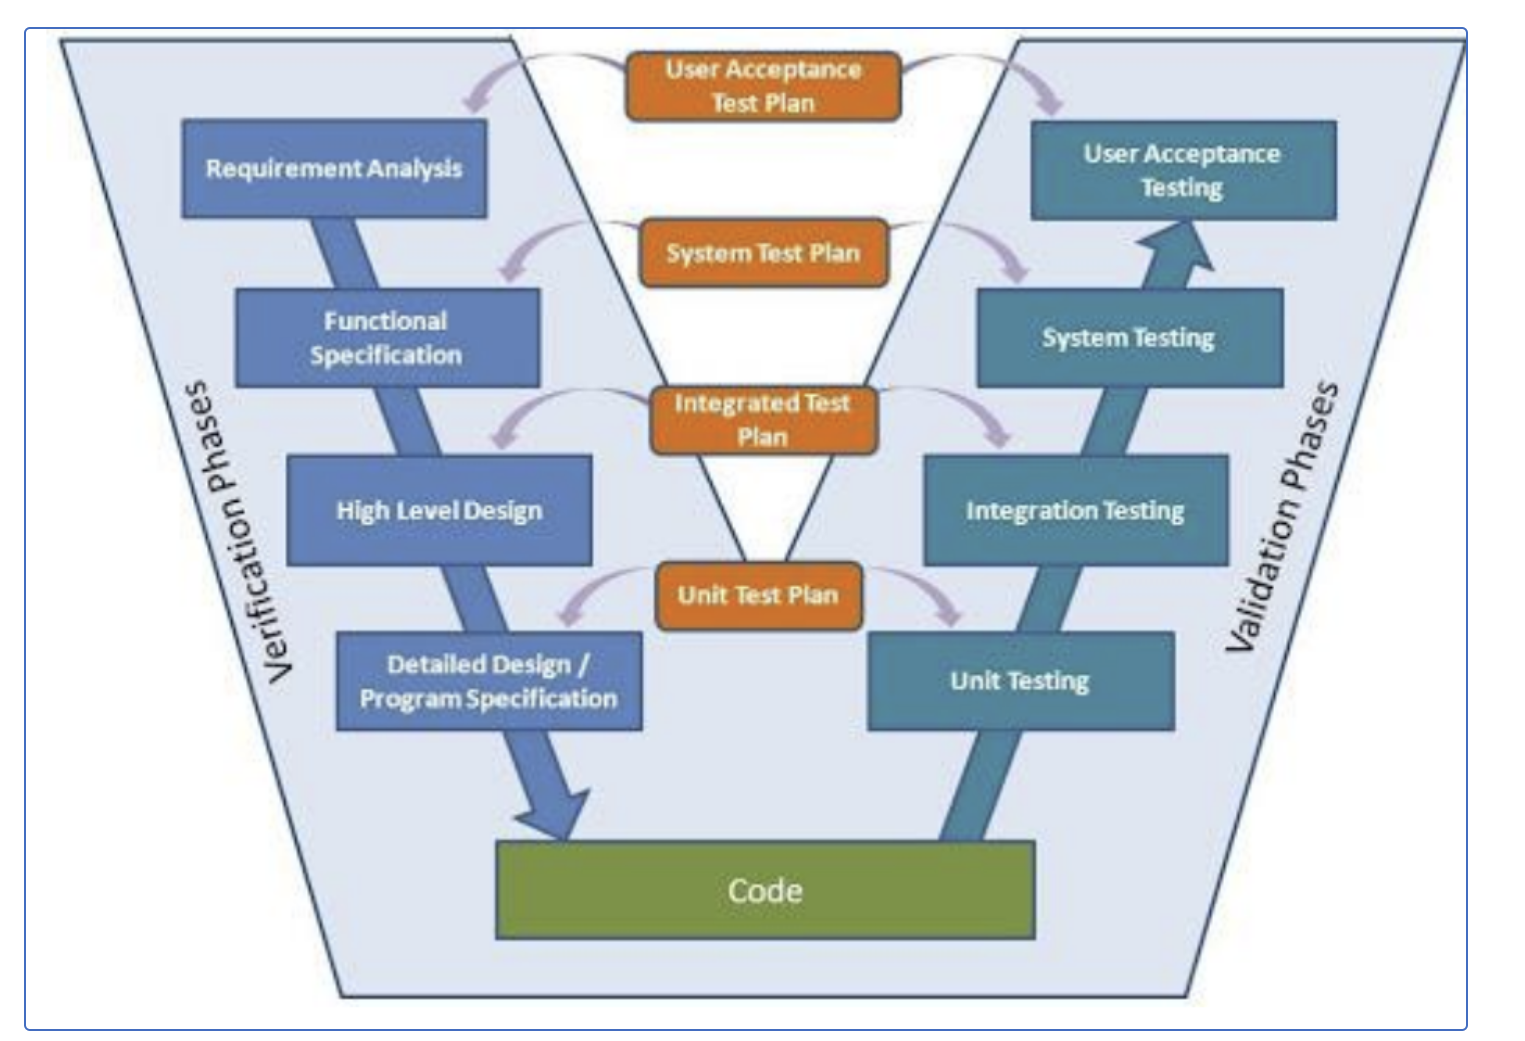 User Acceptance
Test Plan
Requirement Analysis
User Acceptance
Testing
System Test Plan
Functional
Specification
System Testing
Integrated Test
Plan
High Level Design
Integration Testing
Unit Test Plan
Detailed Design /
Program Specification
Unit Testing
Verification Phases
Validation Phases
Code